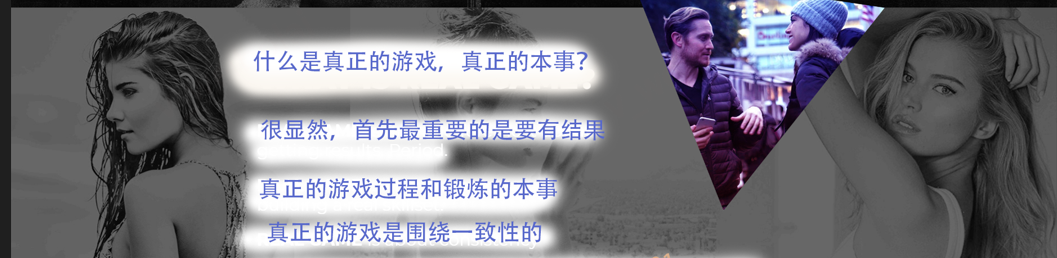 什么是真正的游戏，真正的本事？
很显然，首先最重要的是要有结果
真正的游戏过程和锻炼的本事
真正的游戏是围绕一致性的